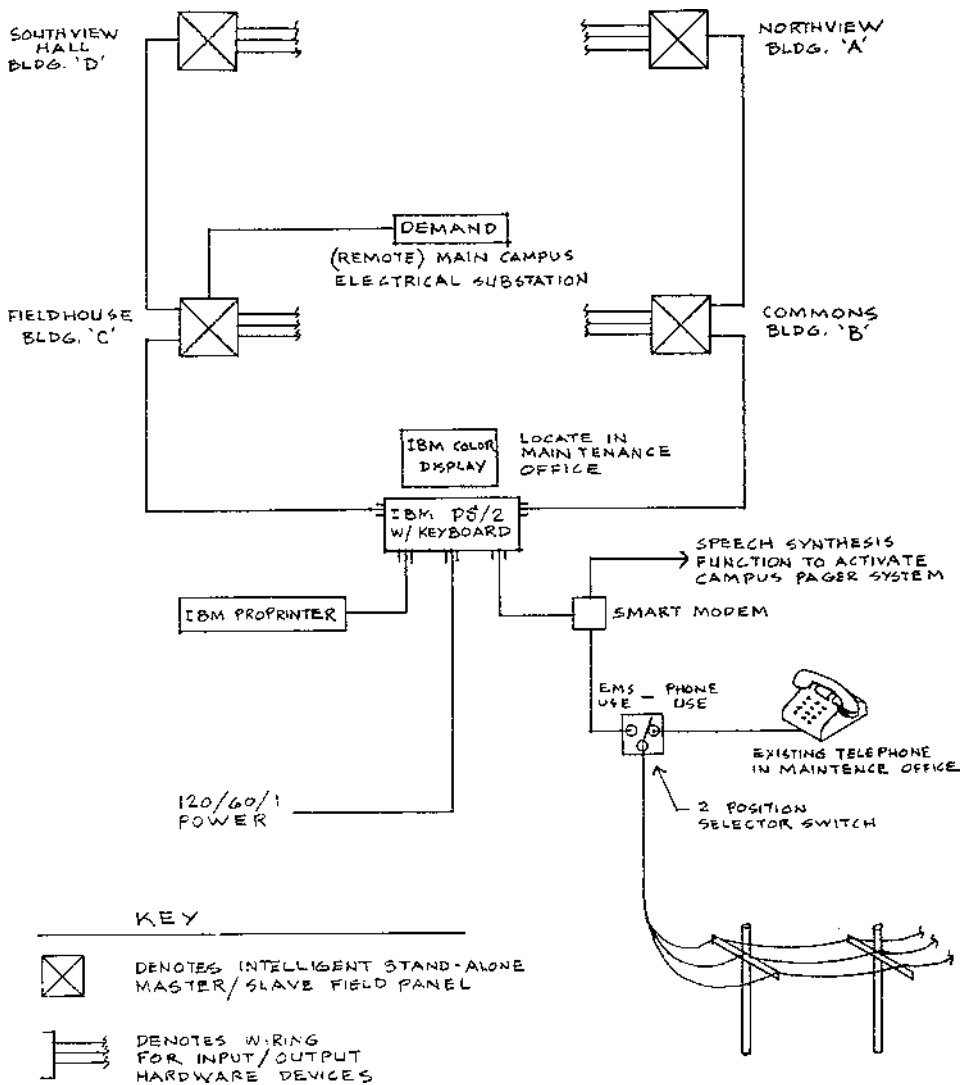 SOUTHVIEW
HALL
BLDG. 'D'
NORTHVIEW
BLDG. 'A'
DEMAND
(REMOTE) MAIN CAMPUS
ELECTRICAL SUBSTATION
FIELDHOUSE
BLDG. 'C'
COMMONS
BLDG. 'B'
IBM COLOR
DISPLAY
LOCATE IN
MAINTENANCE
OFFICE
IBM PS/2
W/ KEYBOARD
SPEECH SYNTHESIS
FUNCTION TO ACTIVATE
CAMPUS PAGER SYSTEM
IBM PROPRINTER
SMART MODEM
EMS - PHONE
USE USE
EXISTING TELEPHONE
IN MAINTENCE OFFICE
120/60/1
POWER
2 POSITION
SELECTOR SWITCH
KEY
DENOTES INTELLIGENT STAND-ALONE
MASTER/SLAVE FIELD PANEL
DENOTES WIRING
FOR INPUT/OUTPUT
HARDWARE DEVICES